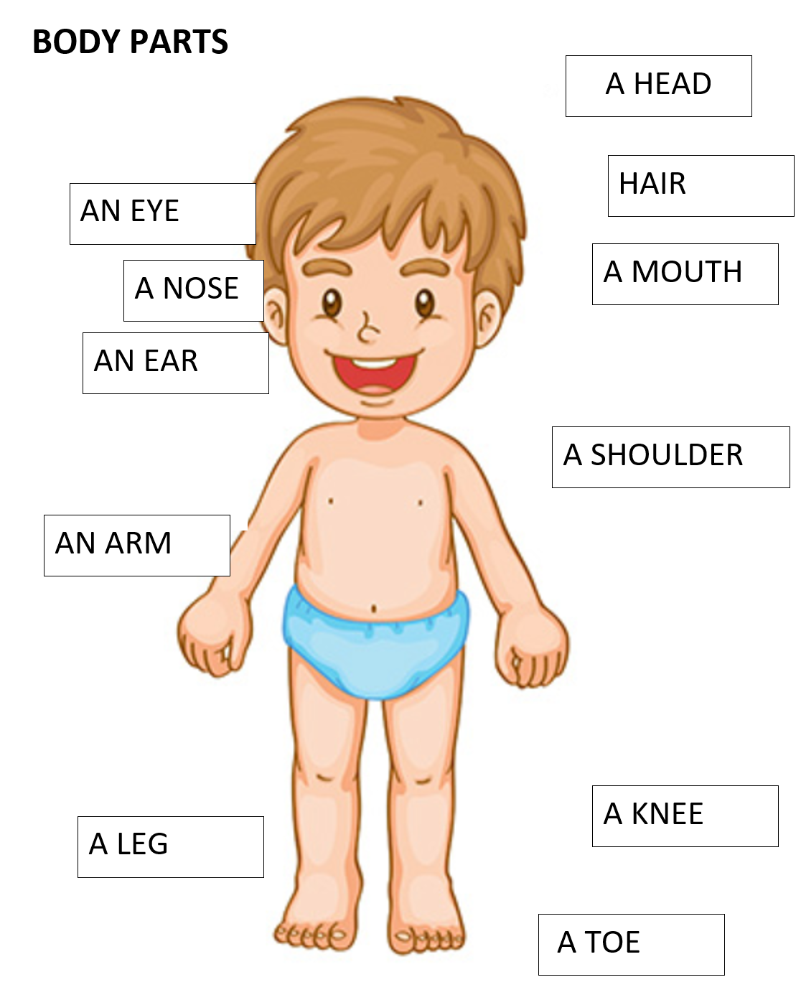 BODY PARTS
A HEAD
HAIR
AN EYE
A MOUTH
A NOSE
AN EAR
A SHOULDER
AN ARM
A KNEE
A LEG
A TOE